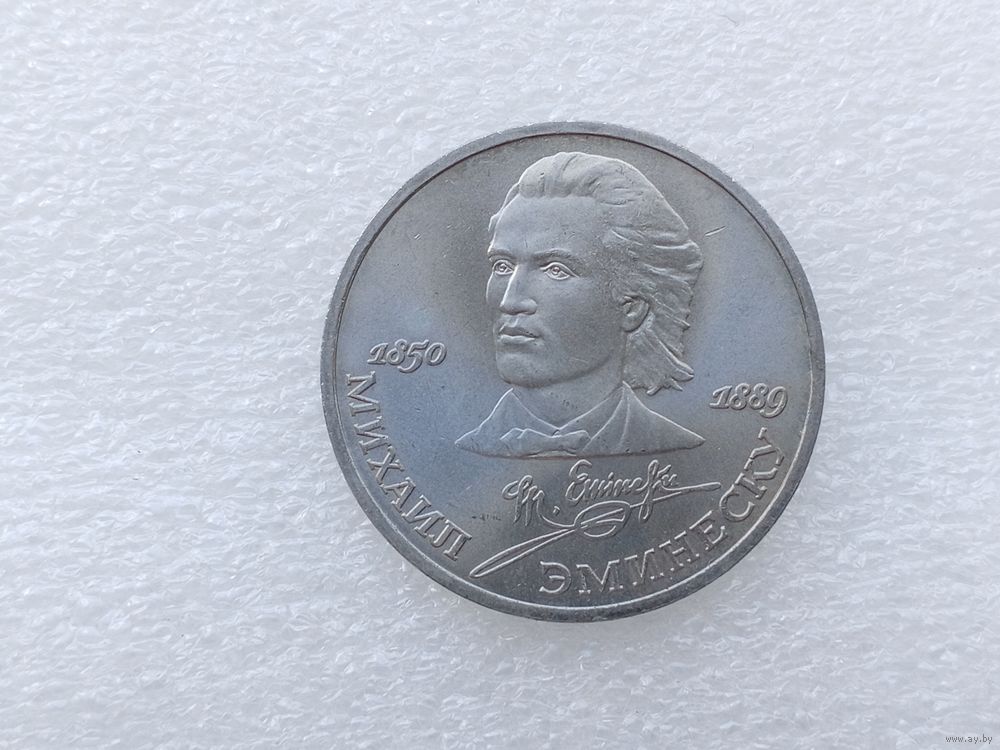 1850
1889
МИХАИЛ
ЭМИНЕСКУ
M. Eminescu
www.ay.by